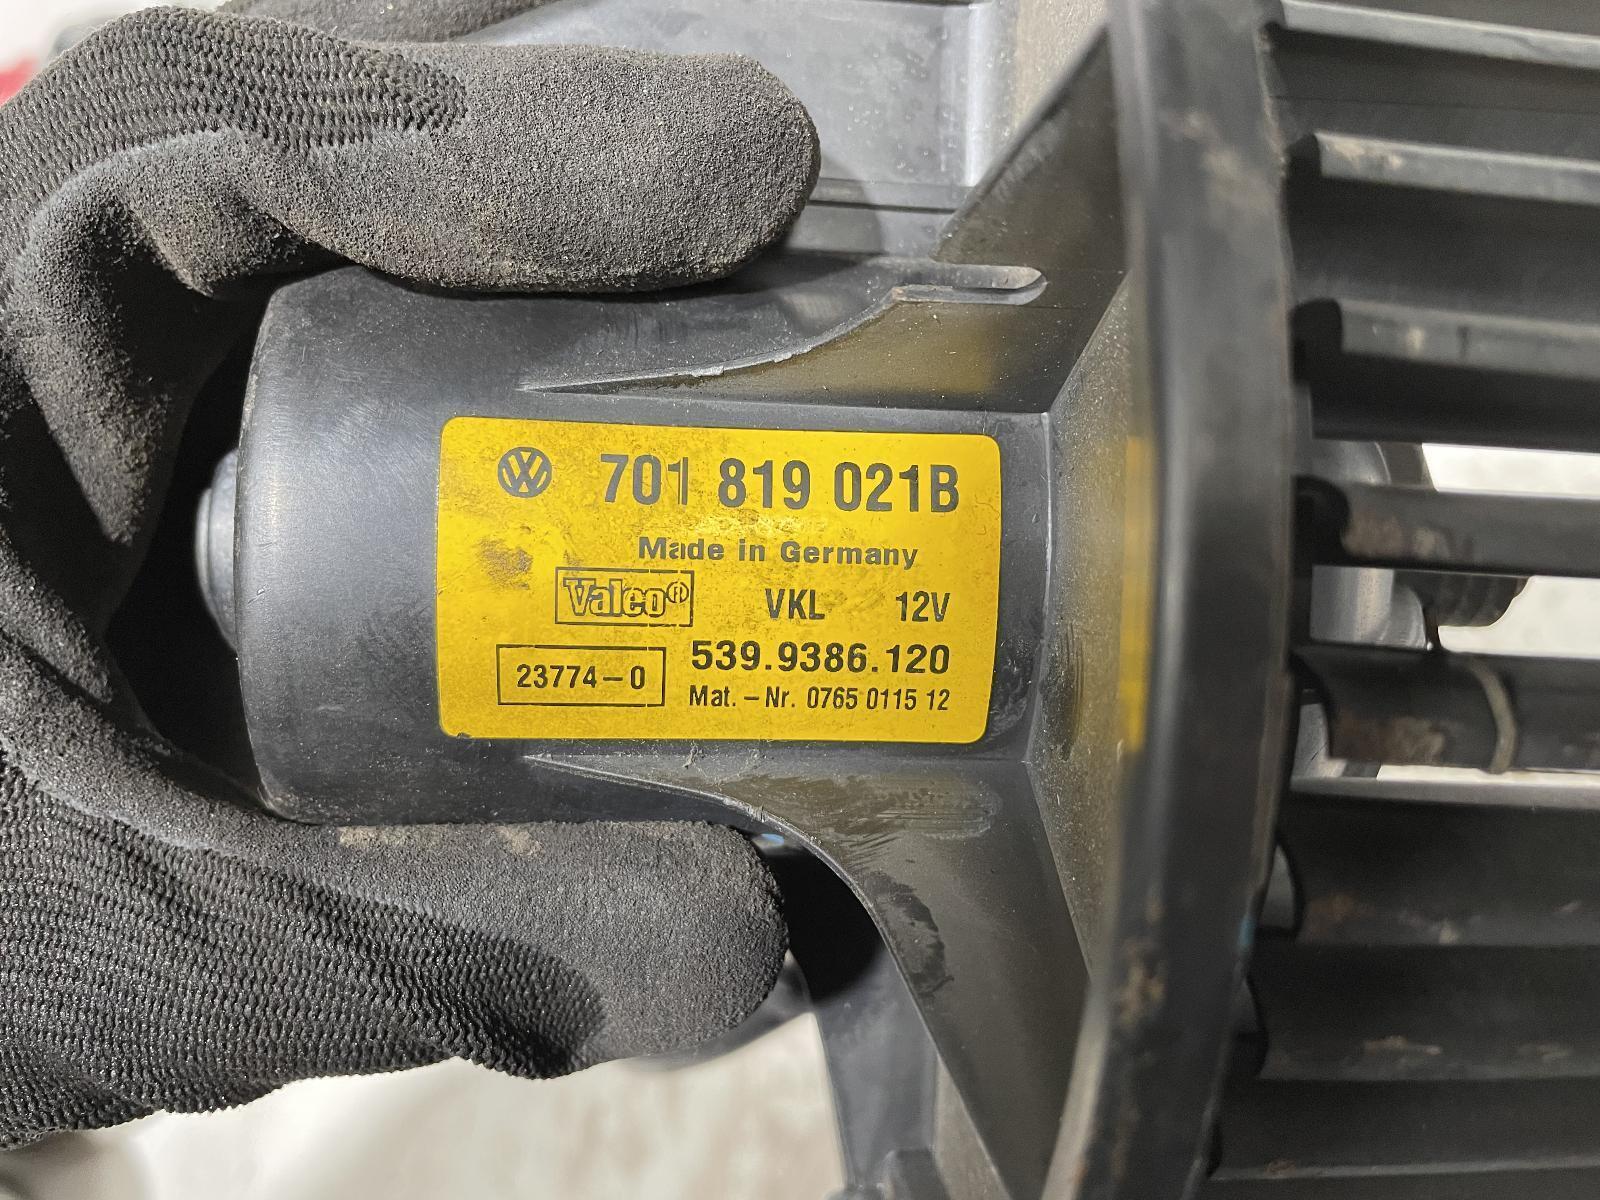 701 819 021B
Made in Germany
Valeo® VKL 12V
539.9386.120
23774-0 Mat.-Nr. 0765 0115 12